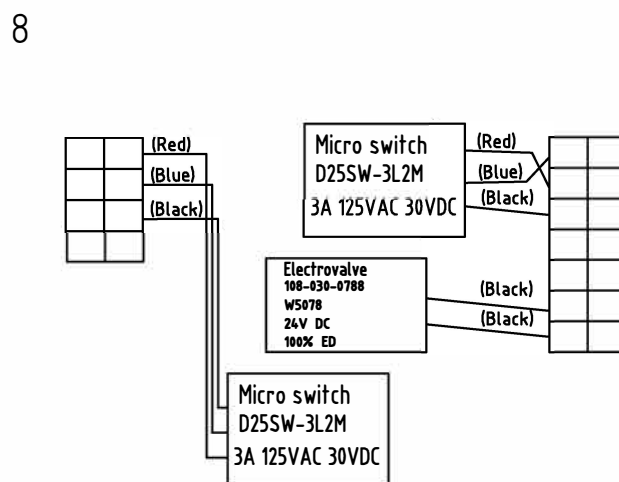 8
(Red)
(Blue)
(Black)
Micro switch
D25SW-3L2M
3A 125VAC 30VDC
(Red)
(Blue)
(Black)
Electrovalve
108-030-0788
W5078
24V DC
100% ED
(Black)
(Black)
Micro switch
D25SW-3L2M
3A 125VAC 30VDC